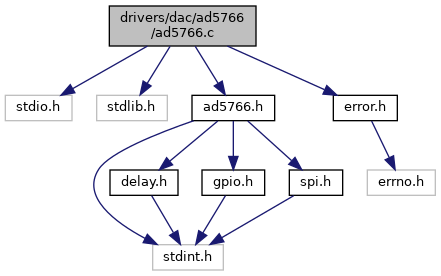 drivers/dac/ad5766
/ad5766.c
stdio.h
stdlib.h
ad5766.h
error.h
delay.h
gpio.h
spi.h
errno.h
stdint.h